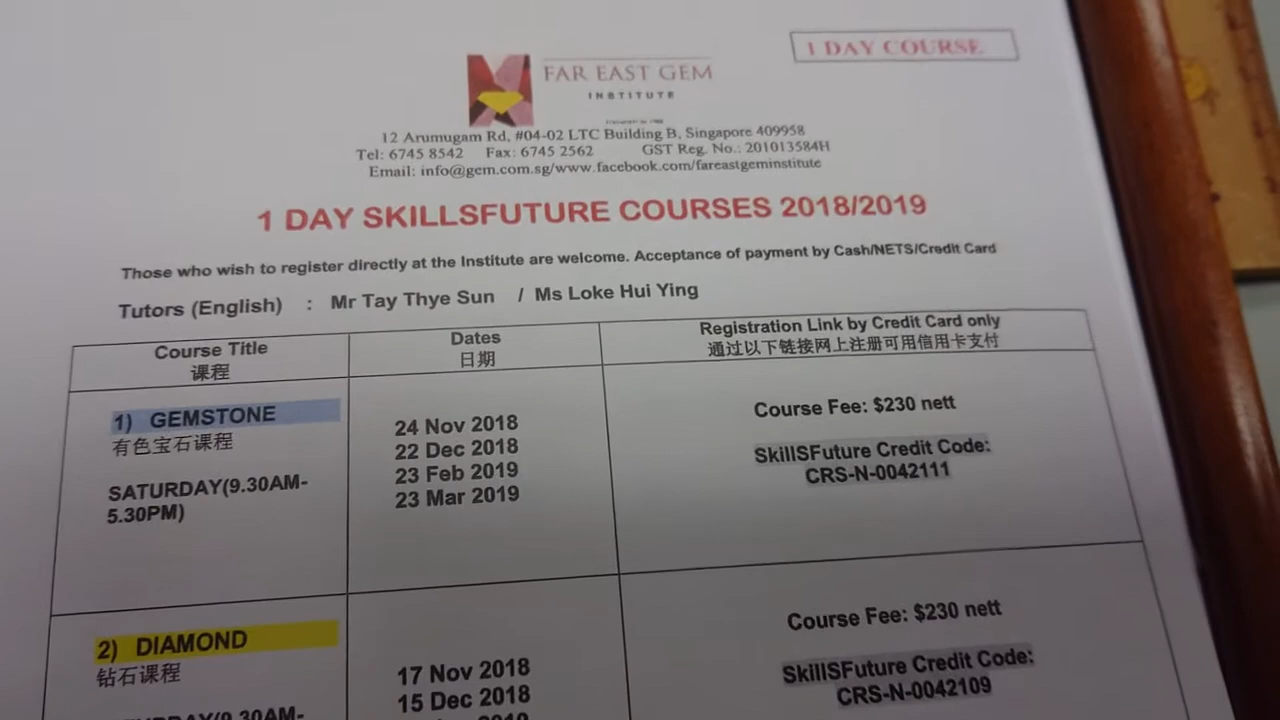 1 DAY COURSE
FAR EAST GEM
INSTITUTE
12 Arumugam Rd, #04-02 LTC Building B, Singapore 409958
Tel: 6745 8542 Fax: 6745 2562 GST Reg. No.: 201013584H
Email: info@gem.com.sg/www.facebook.com/fareastgeminstitute
1 DAY SKILLSFUTURE COURSES 2018/2019
Those who wish to register directly at the Institute are welcome. Acceptance of payment by Cash/NETS/Credit Card
Tutors (English) : Mr Tay Thye Sun / Ms Loke Hui Ying
Course Title
课程
Dates
日期
Registration Link by Credit Card only
通过以下链接网上注册可用信用卡支付
1) GEMSTONE
有色宝石课程
SATURDAY(9.30AM-
5.30PM)
24 Nov 2018
22 Dec 2018
23 Feb 2019
23 Mar 2019
Course Fee: $230 nett
SkillSFuture Credit Code:
CRS-N-0042111
2) DIAMOND
钻石课程
17 Nov 2018
15 Dec 2018
Course Fee: $230 nett
SkillSFuture Credit Code:
CRS-N-0042109